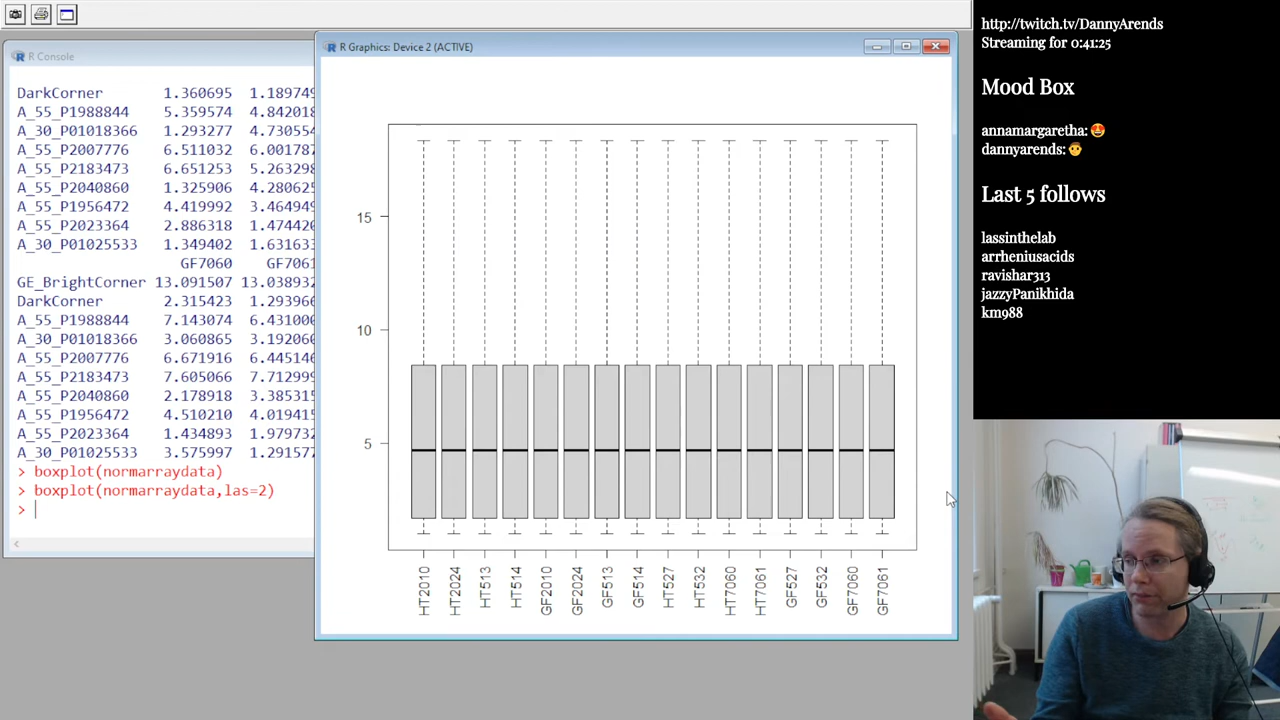 R Console
DarkCorner 1.360695 1.189749
A_55_P1988844 5.359574 4.842018
A_30_P01018366 1.293277 4.730554
A_55_P2007776 6.511032 6.001787
A_55_P2183473 6.651253 5.263298
A_55_P2040860 1.325906 4.280625
A_55_P1956472 4.419992 3.464949
A_55_P2023364 2.886318 1.474420
A_30_P01025533 1.349402 1.631633
GF7060 GF7061
GE_BrightCorner 13.091507 13.038932
DarkCorner 2.315423 1.293966
A_55_P1988844 7.143074 6.431000
A_30_P01018366 3.060865 3.192060
A_55_P2007776 6.671916 6.445146
A_55_P2183473 7.605066 7.712999
A_55_P2040860 2.178918 3.385315
A_55_P1956472 4.510210 4.019415
A_55_P2023364 1.434893 1.979732
A_30_P01025533 3.575997 1.291577
> boxplot(normarraydata)
> boxplot(normarraydata,las=2)
>
R Graphics: Device 2 (ACTIVE)
15
10
5
HT2010
HT2024
HT513
HT514
GF2010
GF2024
GF513
GF514
HT527
HT532
HT7060
HT7061
GF527
GF532
GF7060
GF7061
http://twitch.tv/DannyArends
Streaming for 0:41:25
Mood Box
annamargaretha: 😍
dannyarends:
Last 5 follows
lassinthelab
arrheniusacids
ravishar313
jazzyPanikhida
km988